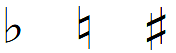 ♭ ♮ ♯